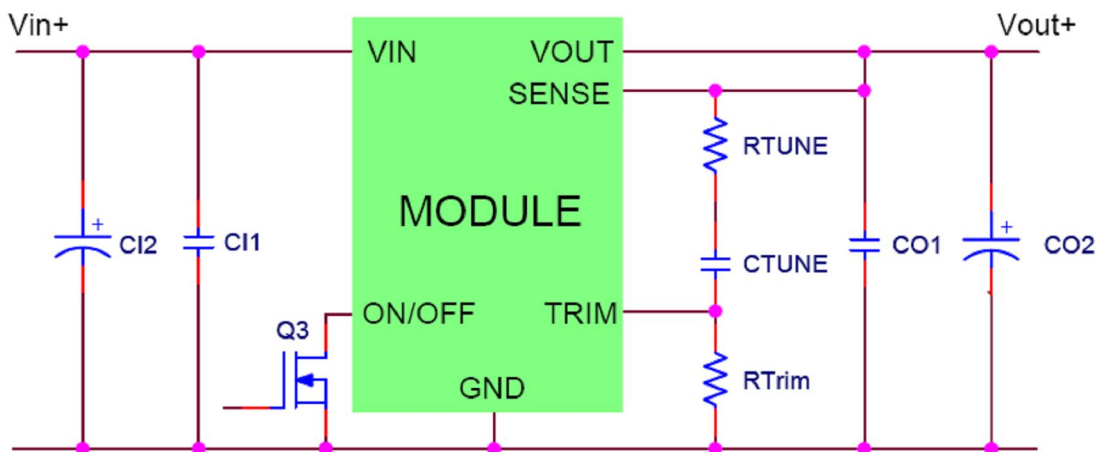 Vin+
Vout+
VIN
VOUT
SENSE
RTUNE
MODULE
+
CI2
CI1
CTUNE
CO1
+
CO2
ON/OFF
TRIM
Q3
GND
RTrim